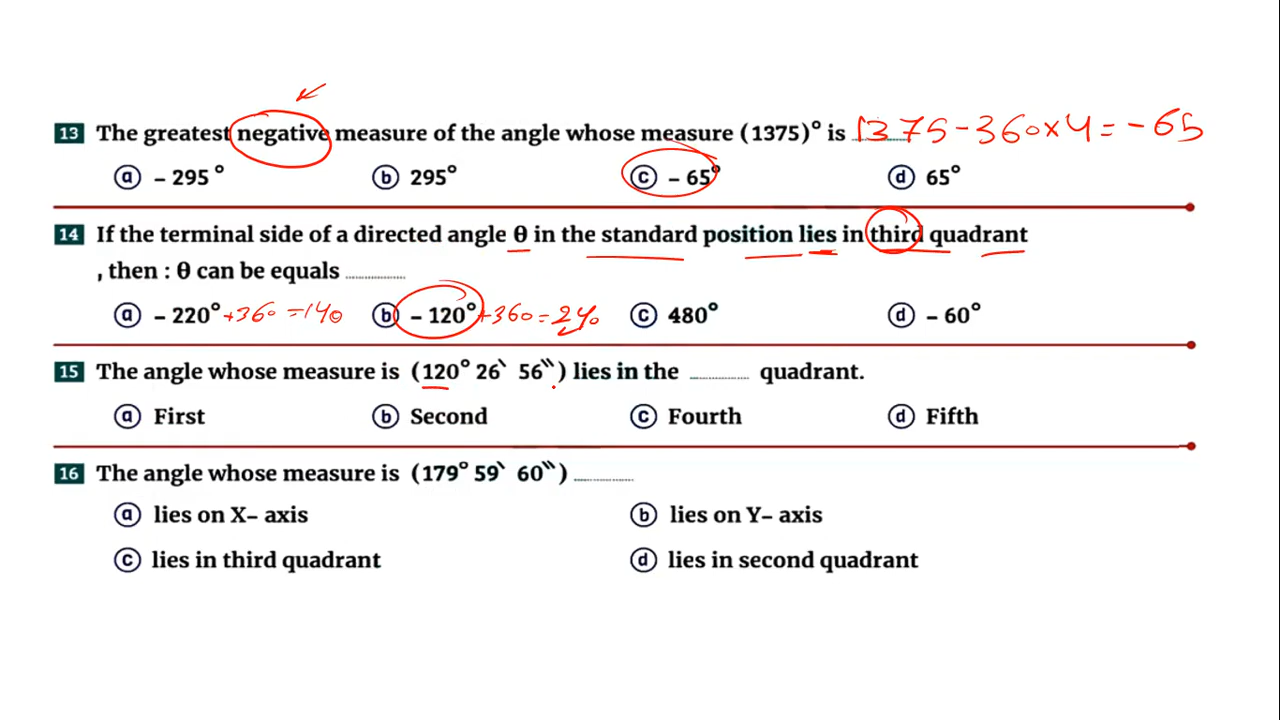 13 The greatest negative measure of the angle whose measure (1375)° is .......... 1375-360×4=-65
a - 295 ° b 295° c - 65° d 65°
14 If the terminal side of a directed angle θ in the standard position lies in third quadrant
, then : θ can be equals ..............
a - 220° +360 =140 b - 120° +360=240 c 480° d - 60°
15 The angle whose measure is (120° 26‵ 56‶) lies in the .............. quadrant.
a First b Second c Fourth d Fifth
16 The angle whose measure is (179° 59‵ 60‶) ..............
a lies on X- axis b lies on Y- axis
c lies in third quadrant d lies in second quadrant